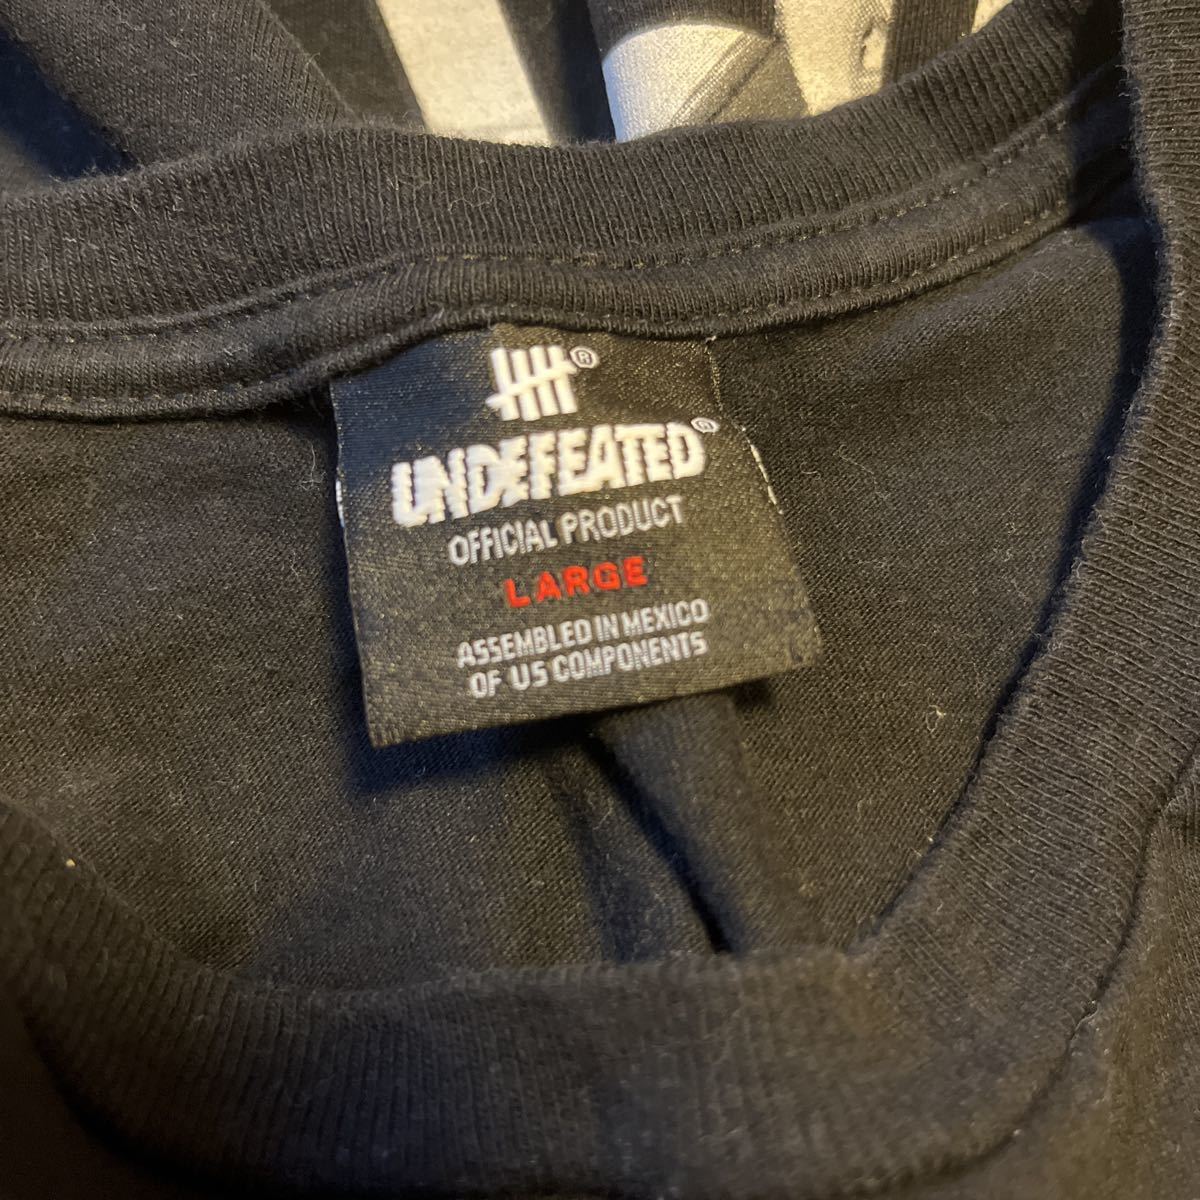 UNDEFEATED®
OFFICIAL PRODUCT
LARGE
ASSEMBLED IN MEXICO
OF US COMPONENTS